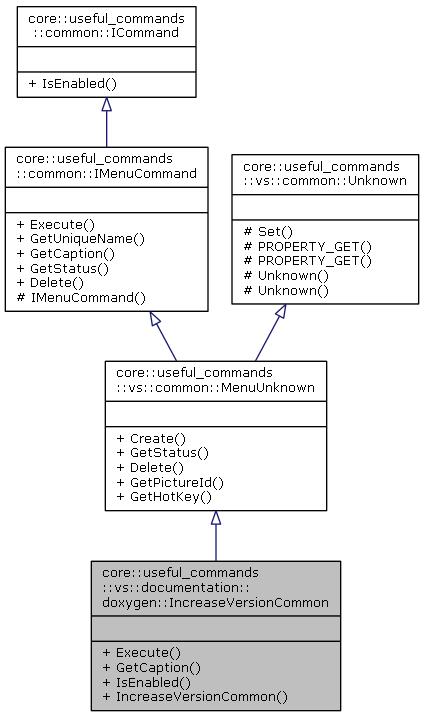 core::useful_commands
::common::ICommand
+ IsEnabled()
core::useful_commands
::common::IMenuCommand
+ Execute()
+ GetUniqueName()
+ GetCaption()
+ GetStatus()
+ Delete()
# IMenuCommand()
core::useful_commands
::vs::common::Unknown
# Set()
# PROPERTY_GET()
# PROPERTY_GET()
# Unknown()
# Unknown()
core::useful_commands
::vs::common::MenuUnknown
+ Create()
+ GetStatus()
+ Delete()
+ GetPictureId()
+ GetHotKey()
core::useful_commands
::vs::documentation::
doxygen::IncreaseVersionCommon
+ Execute()
+ GetCaption()
+ IsEnabled()
+ IncreaseVersionCommon()